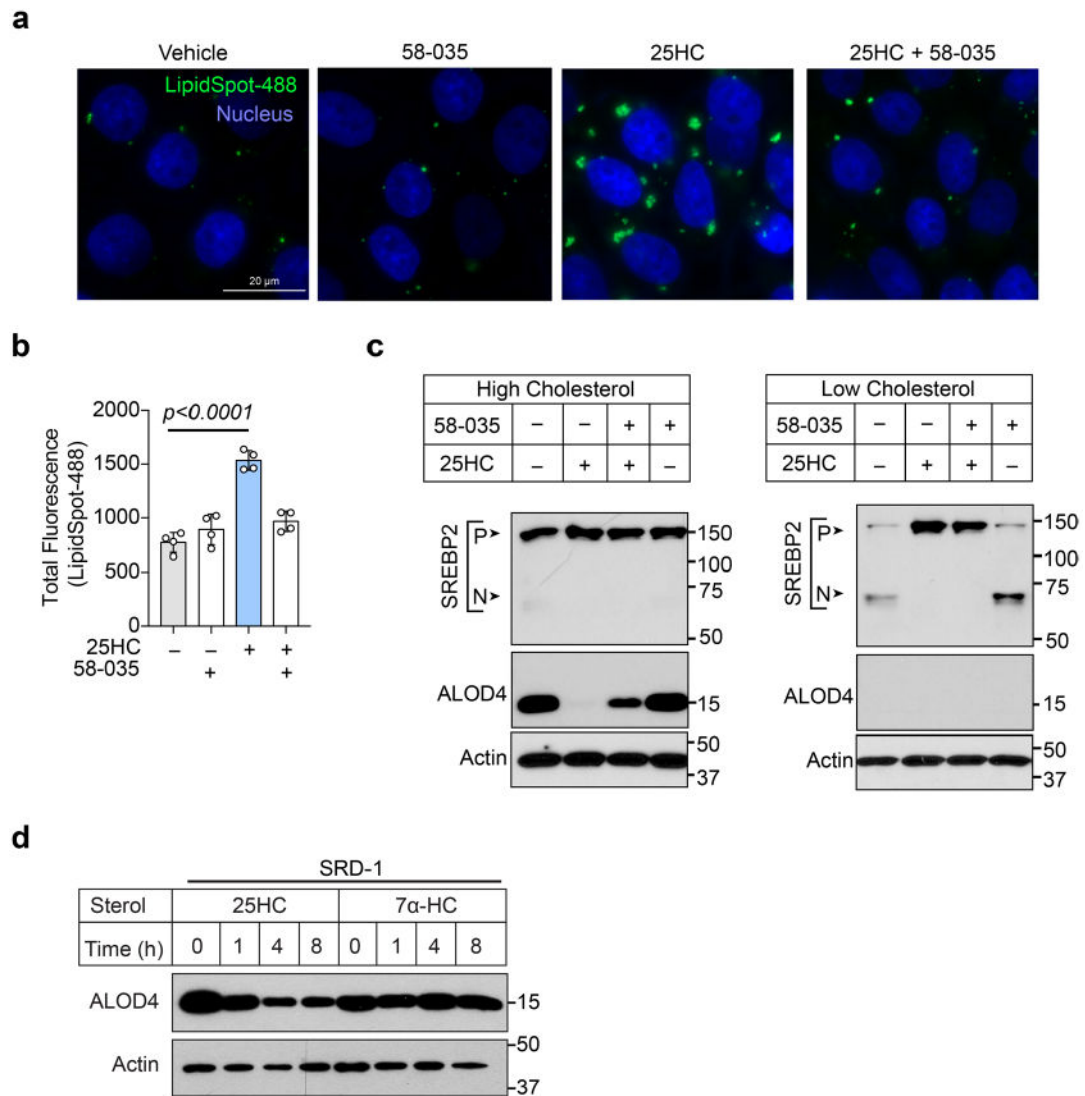 a
Vehicle 58-035 25HC 25HC + 58-035
LipidSpot-488
Nucleus
20 µm
b
Total Fluorescence
(LipidSpot-488)
2000
1500
1000
500
0
p<0.0001
25HC – – + +
58-035 – + – +
c
High Cholesterol
58-035 – – + +
25HC – + + –
SREBP2
P
N
150
100
75
50
ALOD4
15
Actin
50
37
Low Cholesterol
58-035 – – + +
25HC – + + –
SREBP2
P
N
150
100
75
50
ALOD4
15
Actin
50
37
d
SRD-1
Sterol 25HC 7α-HC
Time (h) 0 1 4 8 0 1 4 8
ALOD4
15
Actin
50
37